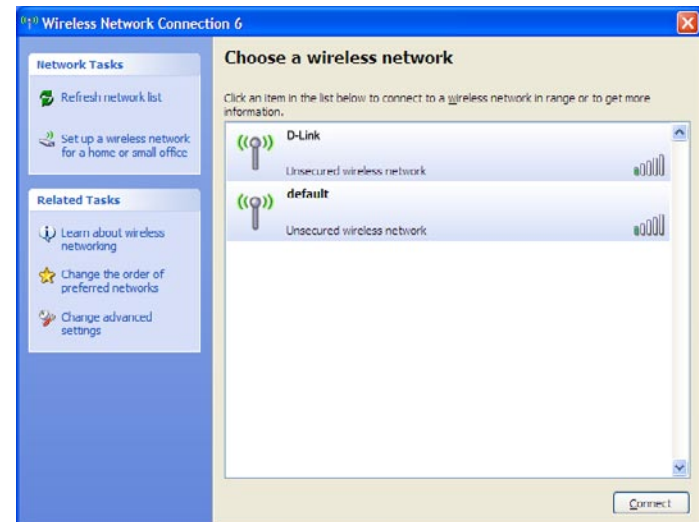 Wireless Network Connection 6
Network Tasks
Refresh network list
Set up a wireless network
for a home or small office
Related Tasks
Learn about wireless
networking
Change the order of
preferred networks
Change advanced
settings
Choose a wireless network
Click an item in the list below to connect to a wireless network in range or to get more
information.
D-Link
Unsecured wireless network
default
Unsecured wireless network
Connect